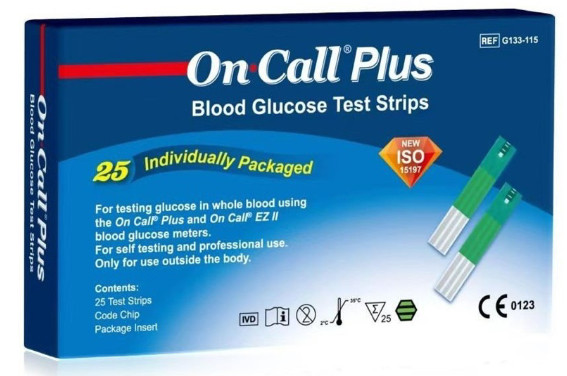 REF G133-115
On•Call® Plus
Blood Glucose Test Strips
25 Individually Packaged
NEW
ISO
15197
For testing glucose in whole blood using
the On Call® Plus and On Call® EZ II
blood glucose meters.
For self testing and professional use.
Only for use outside the body.
Contents:
25 Test Strips
Code Chip
Package Insert
IVD
i
2
2°C
30°C
Σ 25
CE 0123
On•Call® Plus
Blood Glucose Test Strips